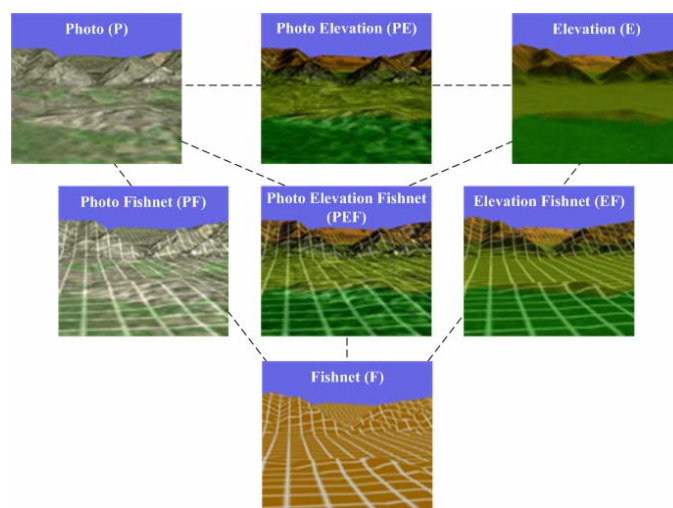 Photo (P)
Photo Elevation (PE)
Elevation (E)
Photo Fishnet (PF)
Photo Elevation Fishnet
(PEF)
Elevation Fishnet (EF)
Fishnet (F)